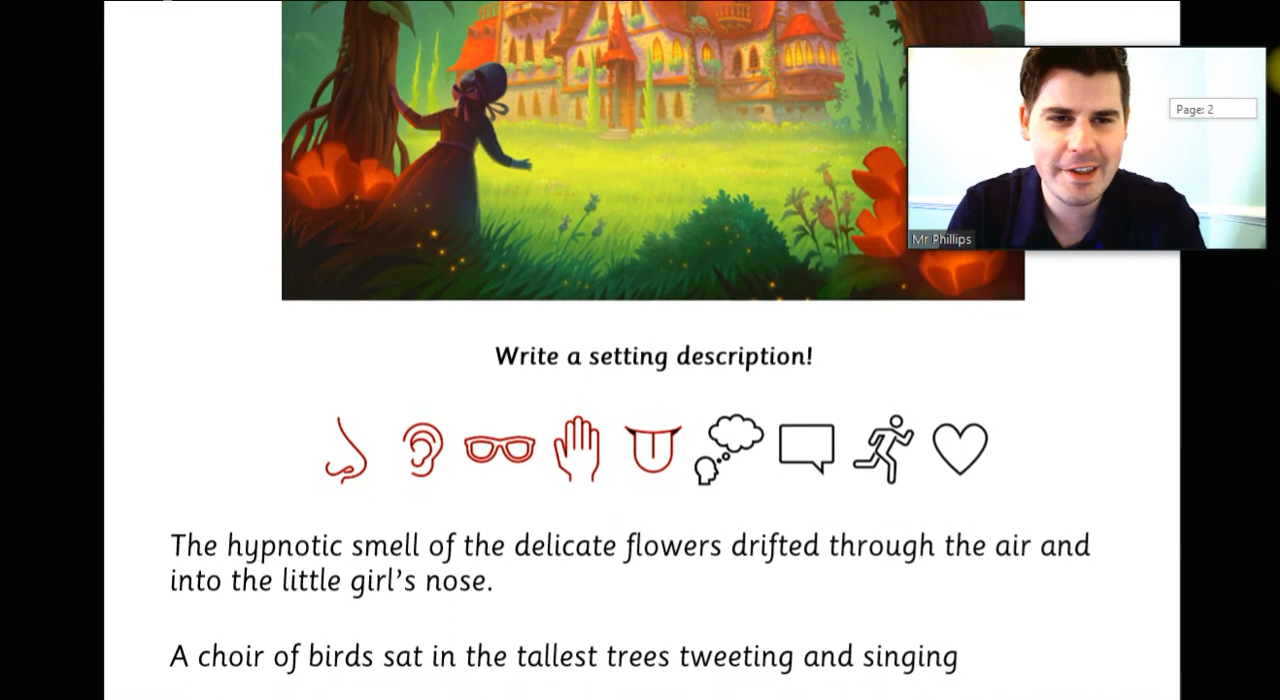 Page: 2
Mr Phillips
Write a setting description!
The hypnotic smell of the delicate flowers drifted through the air and
into the little girl's nose.
A choir of birds sat in the tallest trees tweeting and singing